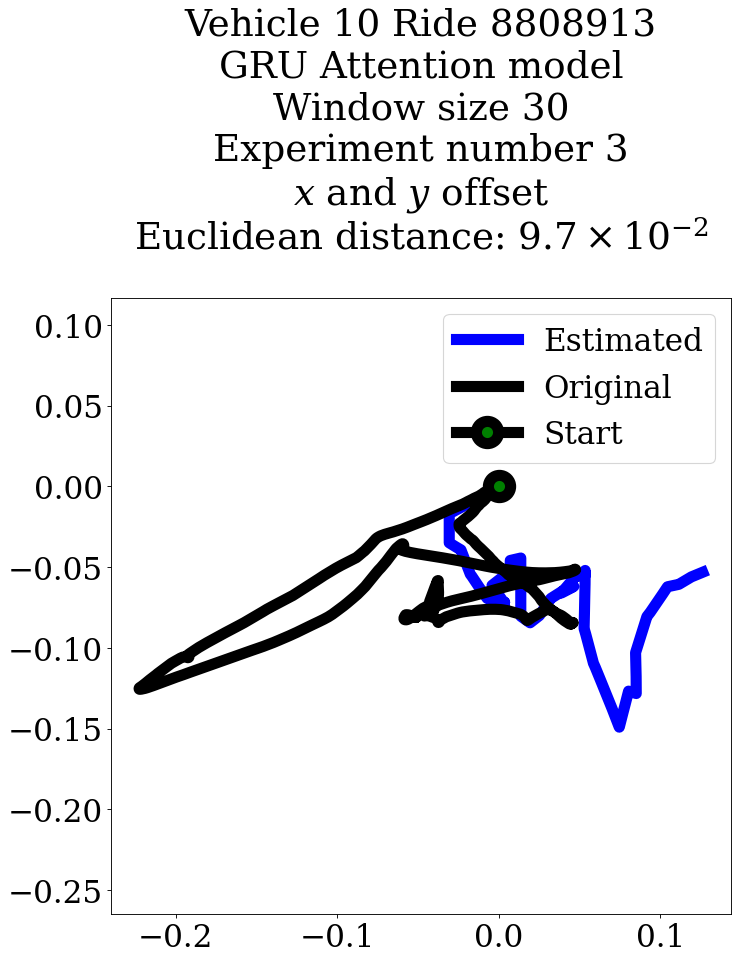 Vehicle 10 Ride 8808913
GRU Attention model
Window size 30
Experiment number 3
x and y offset
Euclidean distance: 9.7 × 10⁻²
Estimated
Original
Start
0.10
0.05
0.00
−0.05
−0.10
−0.15
−0.20
−0.25
−0.2
−0.1
0.0
0.1